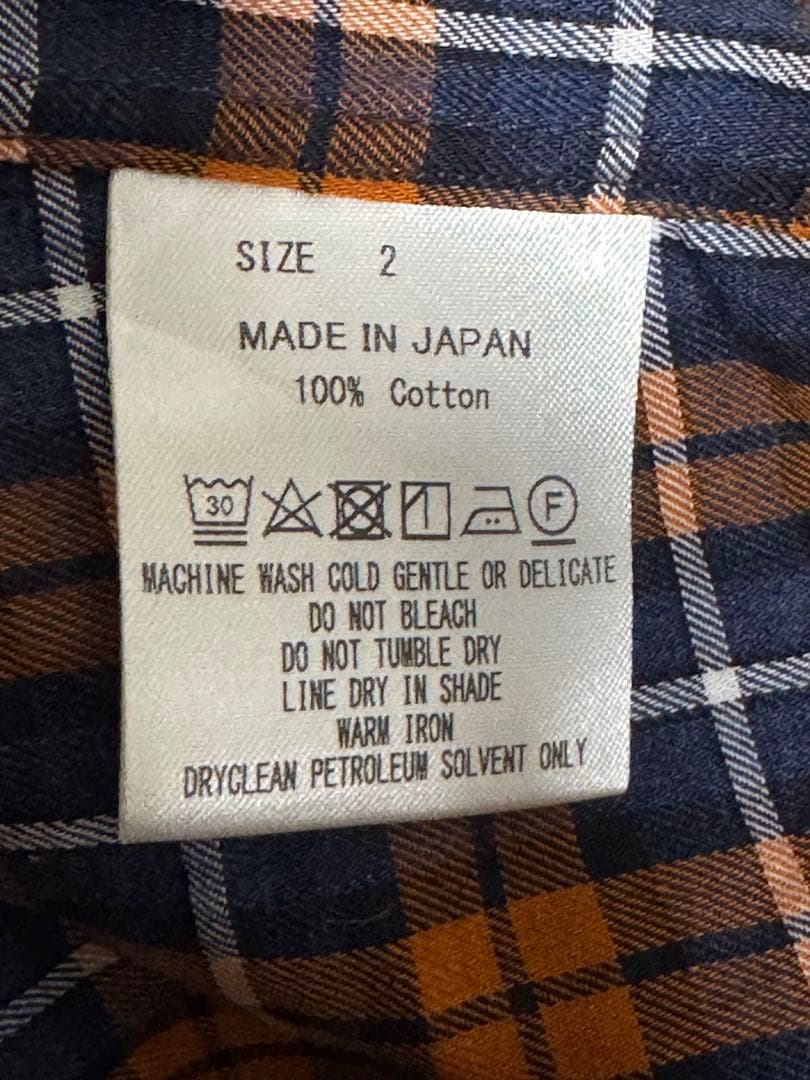 SIZE 2
MADE IN JAPAN
100% Cotton
30 F
MACHINE WASH COLD GENTLE OR DELICATE
DO NOT BLEACH
DO NOT TUMBLE DRY
LINE DRY IN SHADE
WARM IRON
DRYCLEAN PETROLEUM SOLVENT ONLY